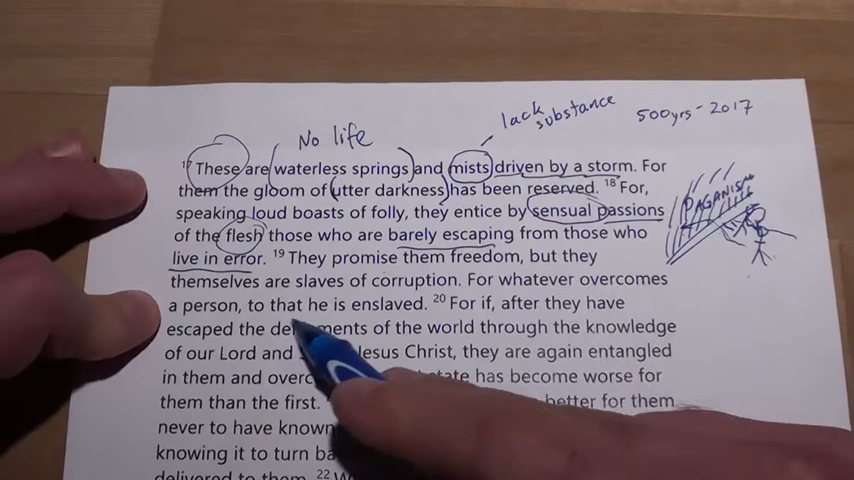 lack substance
500yrs - 2017
No life
17 These are waterless springs and mists driven by a storm. For
them the gloom of utter darkness has been reserved. 18 For,
speaking loud boasts of folly, they entice by sensual passions
PAGANISM
of the flesh those who are barely escaping from those who
live in error. 19 They promise them freedom, but they
themselves are slaves of corruption. For whatever overcomes
a person, to that he is enslaved. 20 For if, after they have
escaped the of the world through the knowledge
of our Lord and Jesus Christ, they are again entangled
in them and has become worse for
them than the first. better for them
never to have known
knowing it to turn
delivered to them. 22